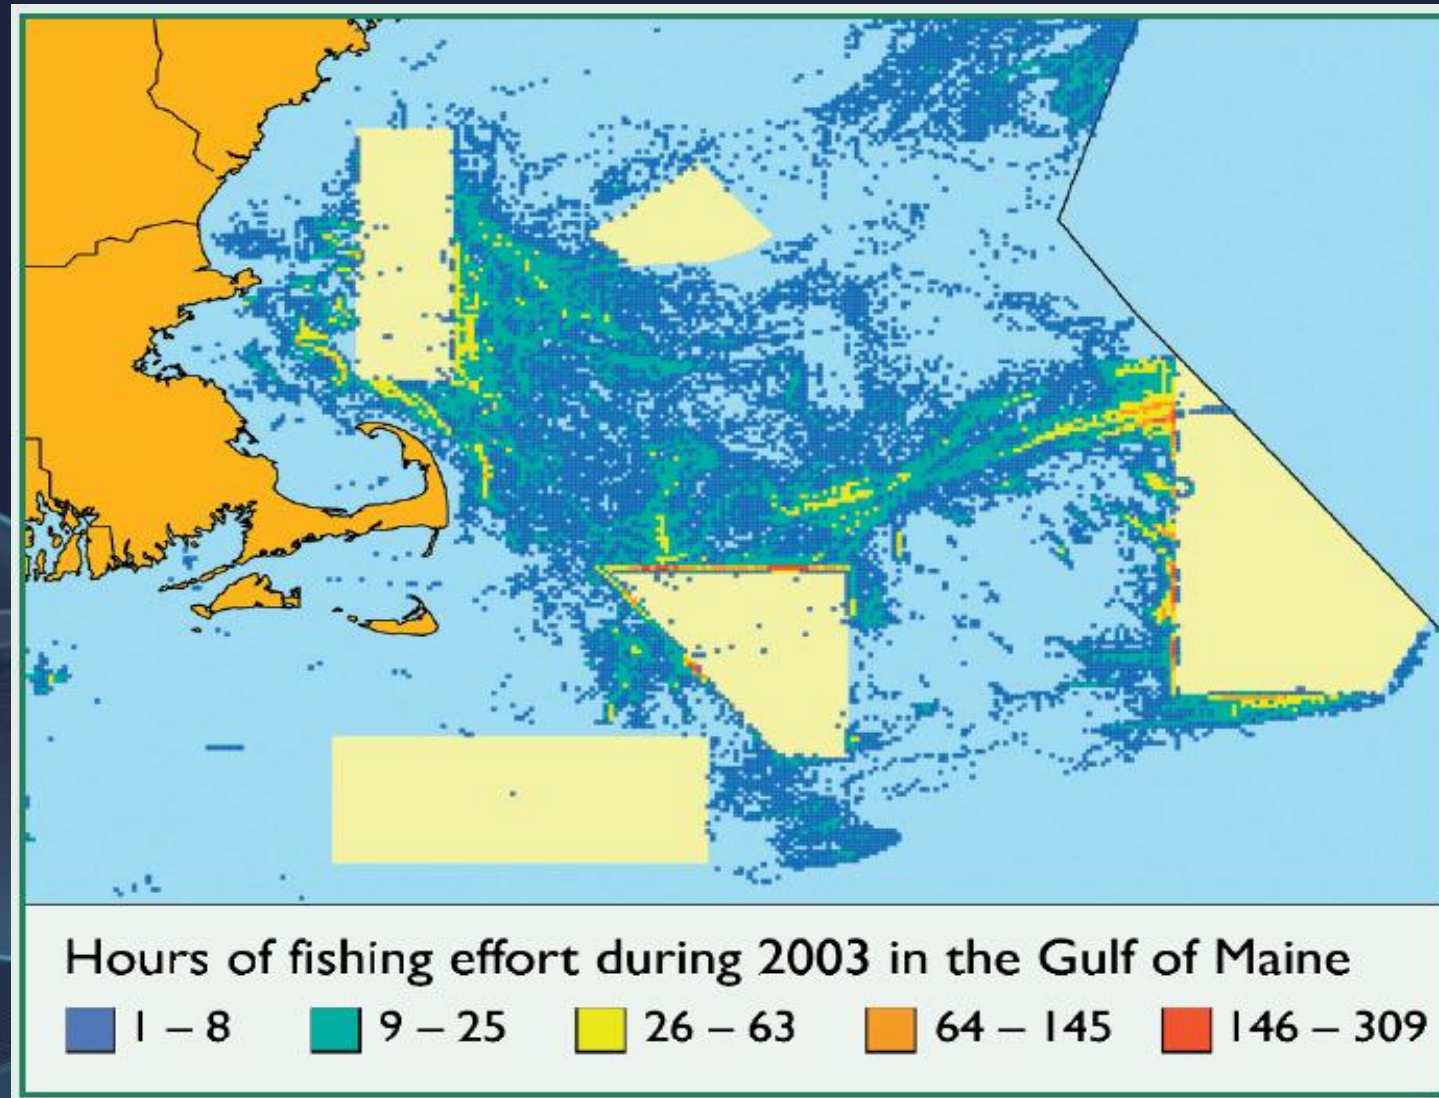 Hours of fishing effort during 2003 in the Gulf of Maine
1 – 8 9 – 25 26 – 63 64 – 145 146 – 309